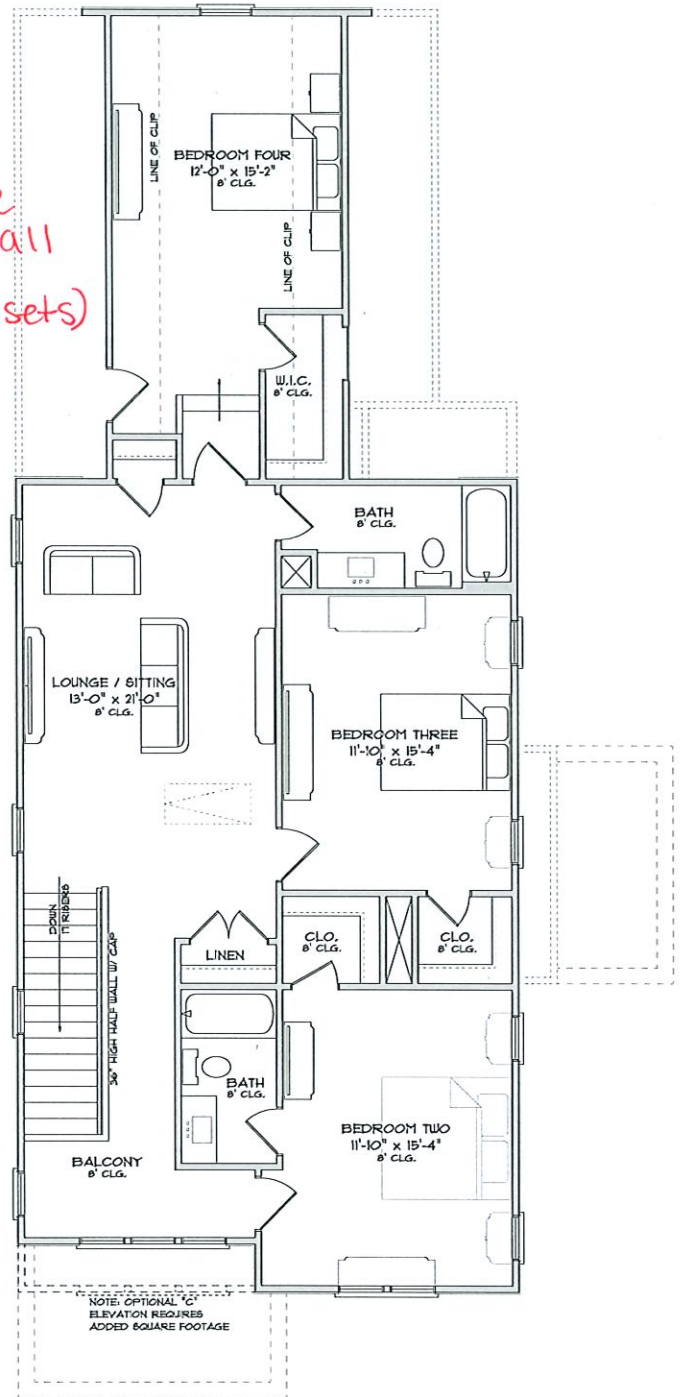 all
sets)
LINE OF CLIP
BEDROOM FOUR
12'-0" x 15'-2"
8' CLG.
LINE OF CLIP
W.I.C.
8' CLG.
BATH
8' CLG.
LOUNGE / SITTING
13'-0" x 21'-0"
8' CLG.
BEDROOM THREE
11'-10" x 15'-4"
8' CLG.
DOWN
17 RISERS
36" HIGH HALF WALL W/ CAP
LINEN
CLO.
8' CLG.
CLO.
8' CLG.
BATH
8' CLG.
BEDROOM TWO
11'-10" x 15'-4"
8' CLG.
BALCONY
8' CLG.
NOTE: OPTIONAL "C"
ELEVATION REQUIRES
ADDED SQUARE FOOTAGE